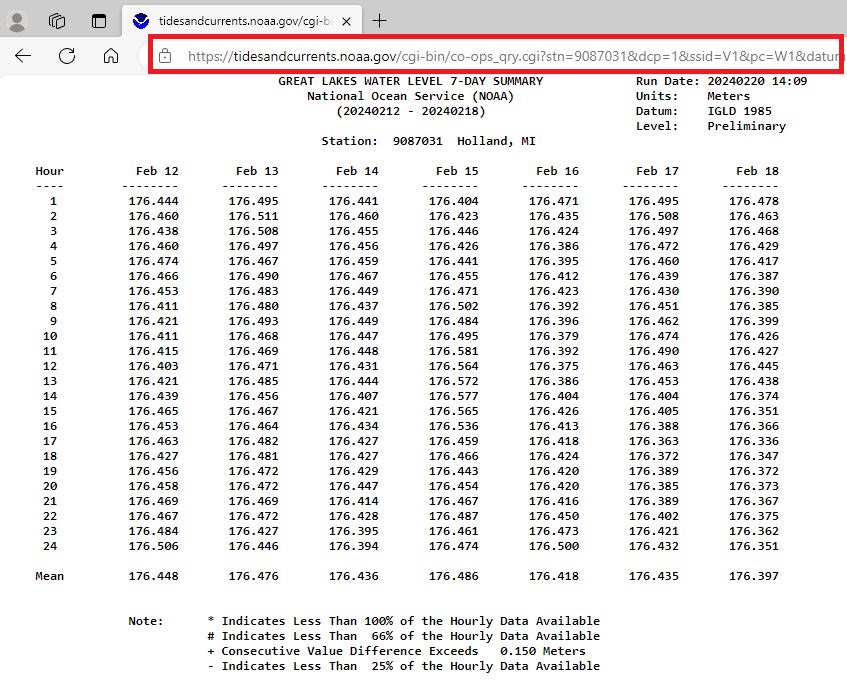 tidesandcurrents.noaa.gov/cgi-bi
https://tidesandcurrents.noaa.gov/cgi-bin/co-ops_qry.cgi?stn=9087031&dcp=1&ssid=V1&pc=W1&datum
GREAT LAKES WATER LEVEL 7-DAY SUMMARY Run Date: 20240220 14:09
National Ocean Service (NOAA) Units: Meters
(20240212 - 20240218) Datum: IGLD 1985
Level: Preliminary
Station: 9087031 Holland, MI
Hour Feb 12 Feb 13 Feb 14 Feb 15 Feb 16 Feb 17 Feb 18
---- -------- -------- -------- -------- -------- -------- --------
1 176.444 176.495 176.441 176.404 176.471 176.495 176.478
2 176.460 176.511 176.460 176.423 176.435 176.508 176.463
3 176.438 176.508 176.455 176.446 176.424 176.497 176.468
4 176.460 176.497 176.456 176.426 176.386 176.472 176.429
5 176.474 176.467 176.459 176.441 176.395 176.460 176.417
6 176.466 176.490 176.467 176.455 176.412 176.439 176.387
7 176.453 176.483 176.449 176.471 176.423 176.430 176.390
8 176.411 176.480 176.437 176.502 176.392 176.451 176.385
9 176.421 176.493 176.449 176.484 176.396 176.462 176.399
10 176.411 176.468 176.447 176.495 176.379 176.474 176.426
11 176.415 176.469 176.448 176.581 176.392 176.490 176.427
12 176.403 176.471 176.431 176.564 176.375 176.463 176.445
13 176.421 176.485 176.444 176.572 176.386 176.453 176.438
14 176.439 176.456 176.407 176.577 176.404 176.404 176.374
15 176.465 176.467 176.421 176.565 176.426 176.405 176.351
16 176.453 176.464 176.434 176.536 176.413 176.388 176.366
17 176.463 176.482 176.427 176.459 176.418 176.363 176.336
18 176.427 176.481 176.427 176.466 176.424 176.372 176.347
19 176.456 176.472 176.429 176.443 176.420 176.389 176.372
20 176.458 176.472 176.447 176.454 176.420 176.385 176.373
21 176.469 176.469 176.414 176.467 176.416 176.389 176.367
22 176.467 176.472 176.428 176.487 176.450 176.402 176.375
23 176.484 176.427 176.395 176.461 176.473 176.421 176.362
24 176.506 176.446 176.394 176.474 176.500 176.432 176.351
Mean 176.448 176.476 176.436 176.486 176.418 176.435 176.397
Note: * Indicates Less Than 100% of the Hourly Data Available
# Indicates Less Than 66% of the Hourly Data Available
+ Consecutive Value Difference Exceeds 0.150 Meters
- Indicates Less Than 25% of the Hourly Data Available